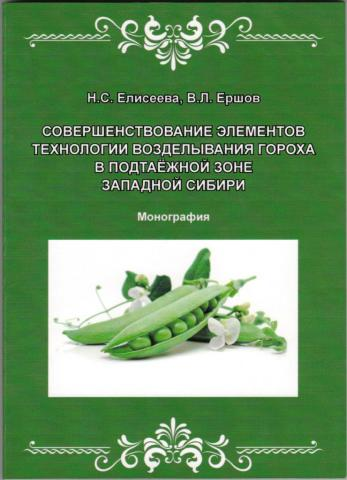 Н.С. Елисеева, В.Л. Ершов
СОВЕРШЕНСТВОВАНИЕ ЭЛЕМЕНТОВ
ТЕХНОЛОГИИ ВОЗДЕЛЫВАНИЯ ГОРОХА
В ПОДТАЁЖНОЙ ЗОНЕ
ЗАПАДНОЙ СИБИРИ
Монография